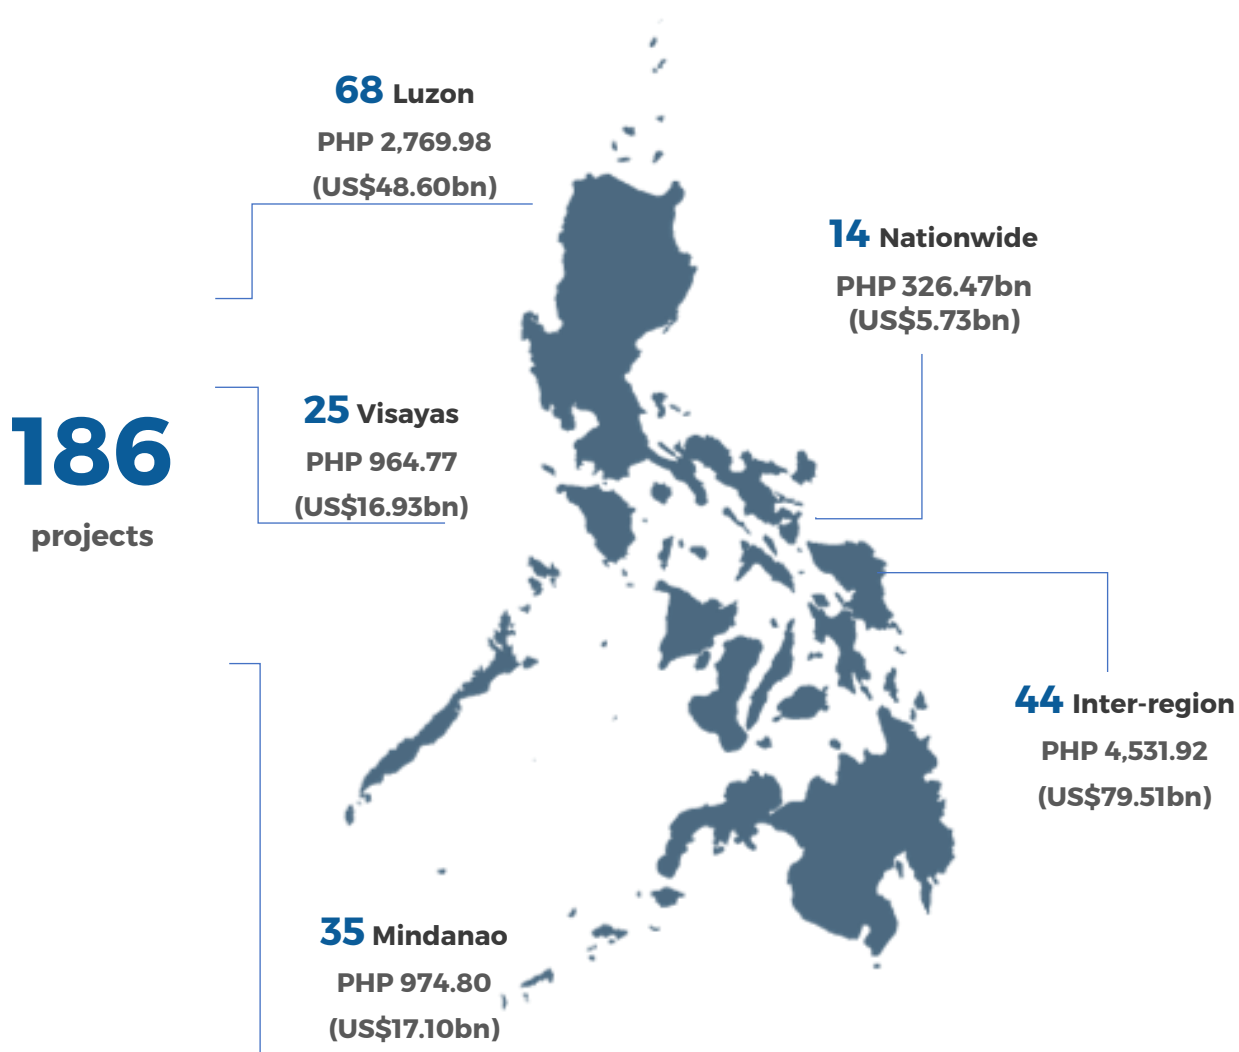 68 Luzon
PHP 2,769.98
(US$48.60bn)
14 Nationwide
PHP 326.47bn
(US$5.73bn)
186
projects
25 Visayas
PHP 964.77
(US$16.93bn)
44 Inter-region
PHP 4,531.92
(US$79.51bn)
35 Mindanao
PHP 974.80
(US$17.10bn)